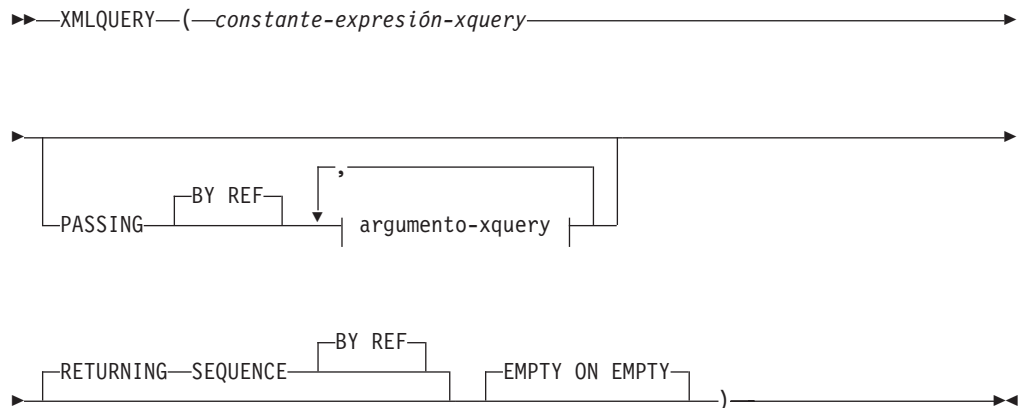 XMLQUERY ( constante-expresión-xquery
,
BY REF
PASSING argumento-xquery
BY REF
RETURNING SEQUENCE EMPTY ON EMPTY
)